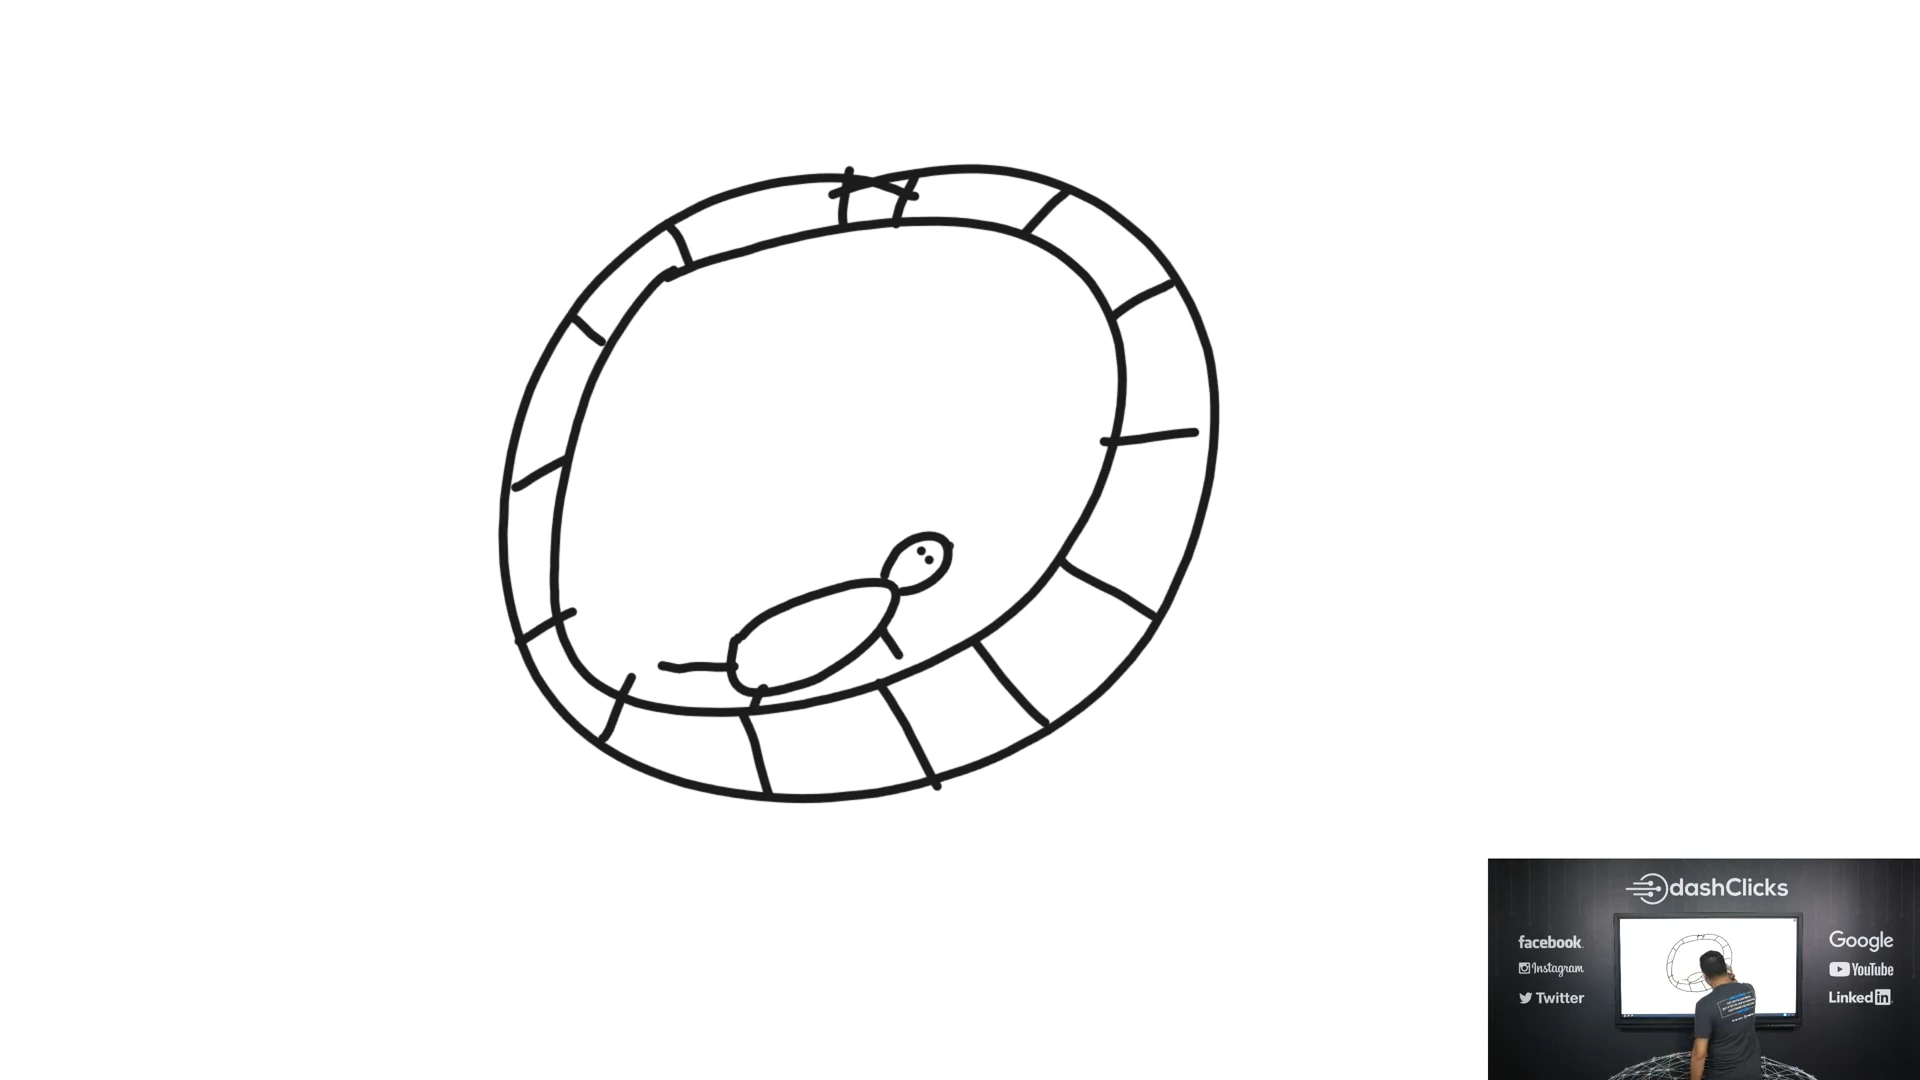 dashClicks
facebook
Instagram
Twitter
Google
YouTube
Linked in